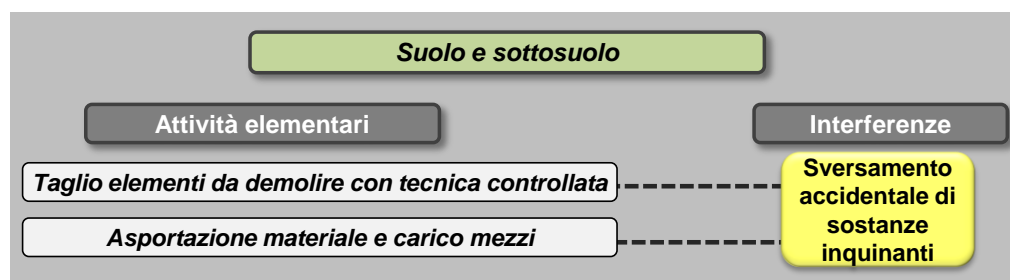 Suolo e sottosuolo
Attività elementari
Interferenze
Taglio elementi da demolire con tecnica controllata
Asportazione materiale e carico mezzi
Sversamento
accidentale di
sostanze
inquinanti